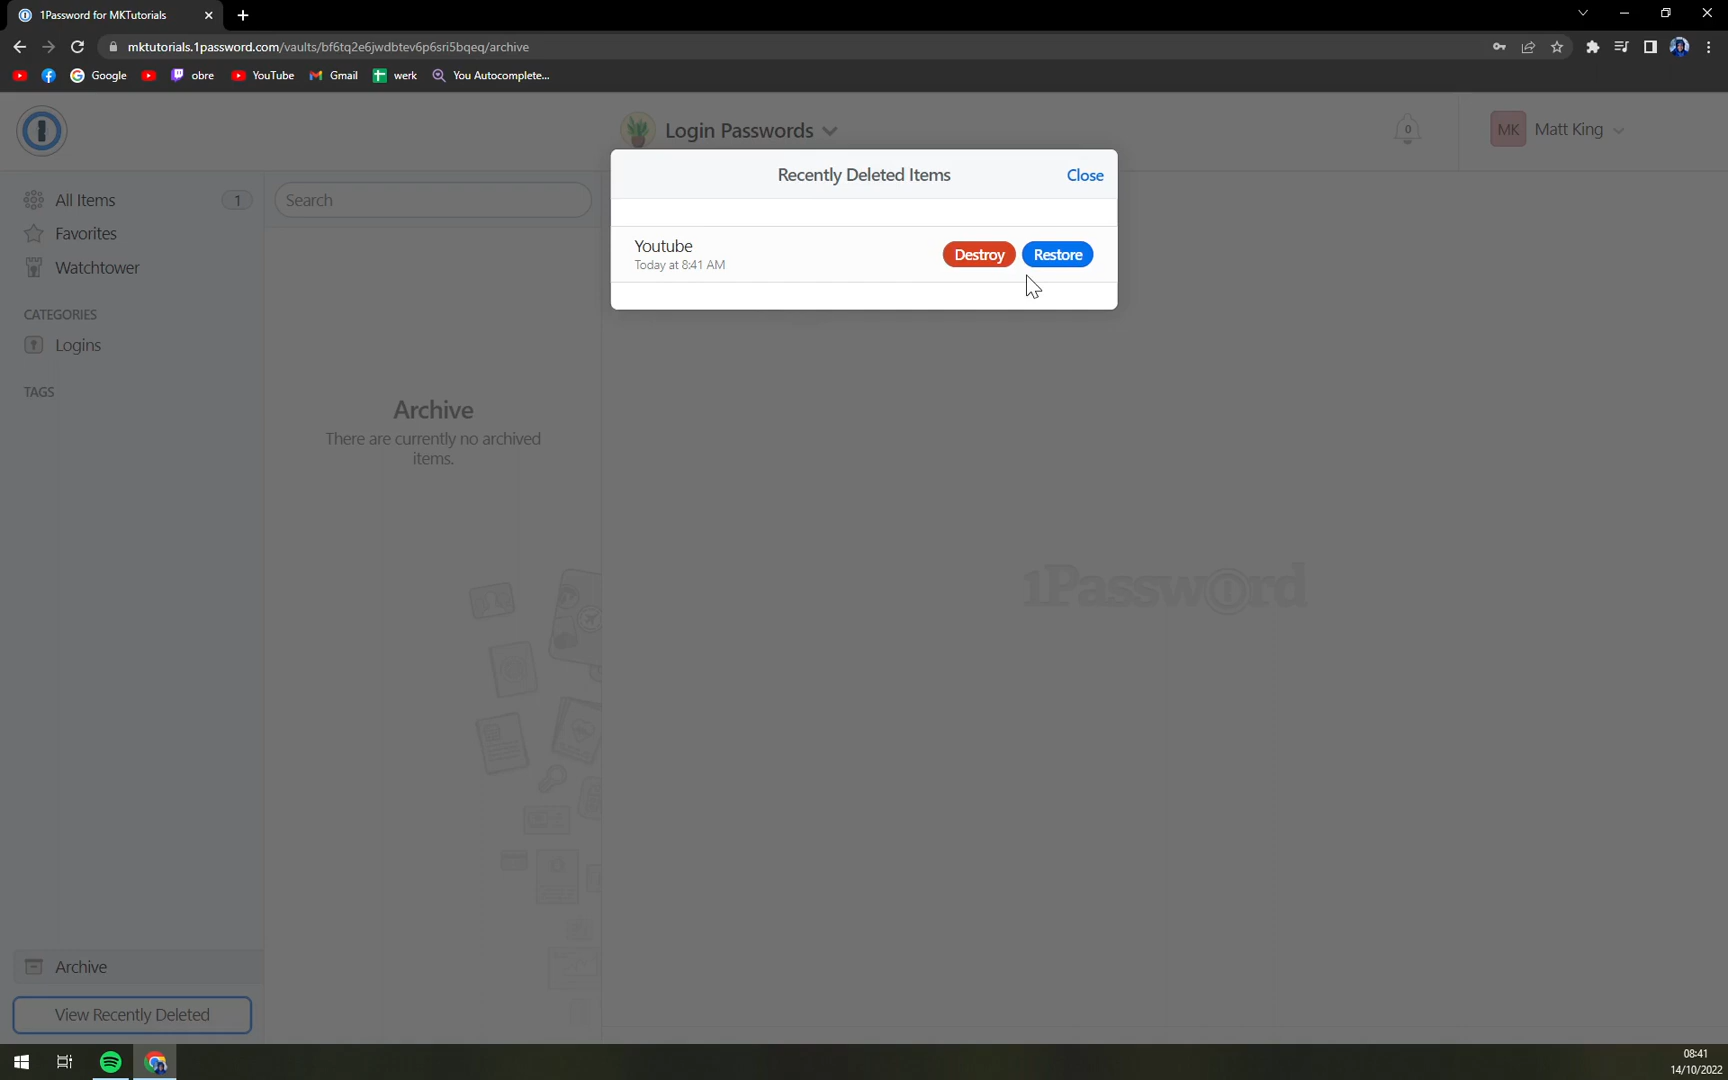 1Password for MKTutorials
mktutorials.1password.com/vaults/bf6tq2e6jwdbtev6p6sri5bqeq/archive
Google
obre
YouTube
Gmail
werk
You Autocomplete...
Login Passwords
0
MK
Matt King
Recently Deleted Items
Close
All Items
1
Search
Favorites
Youtube
Today at 8:41 AM
Destroy
Restore
Watchtower
CATEGORIES
Logins
TAGS
Archive
There are currently no archived
items.
1Password
Archive
View Recently Deleted
08:41
14/10/2022